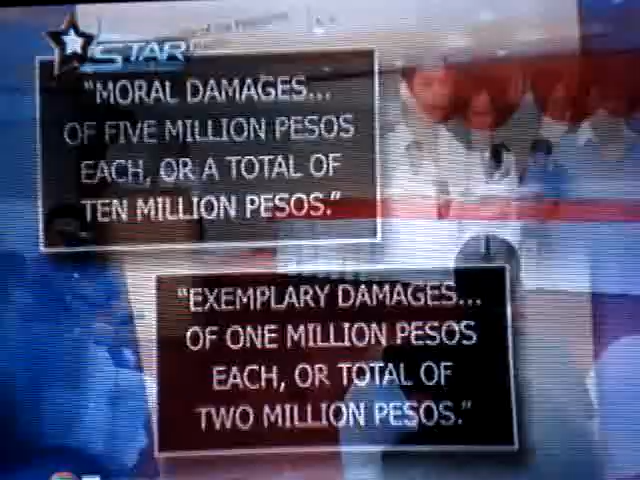 STAR
"MORAL DAMAGES...
OF FIVE MILLION PESOS
EACH, OR A TOTAL OF
TEN MILLION PESOS."
"EXEMPLARY DAMAGES...
OF ONE MILLION PESOS
EACH, OR TOTAL OF
TWO MILLION PESOS."